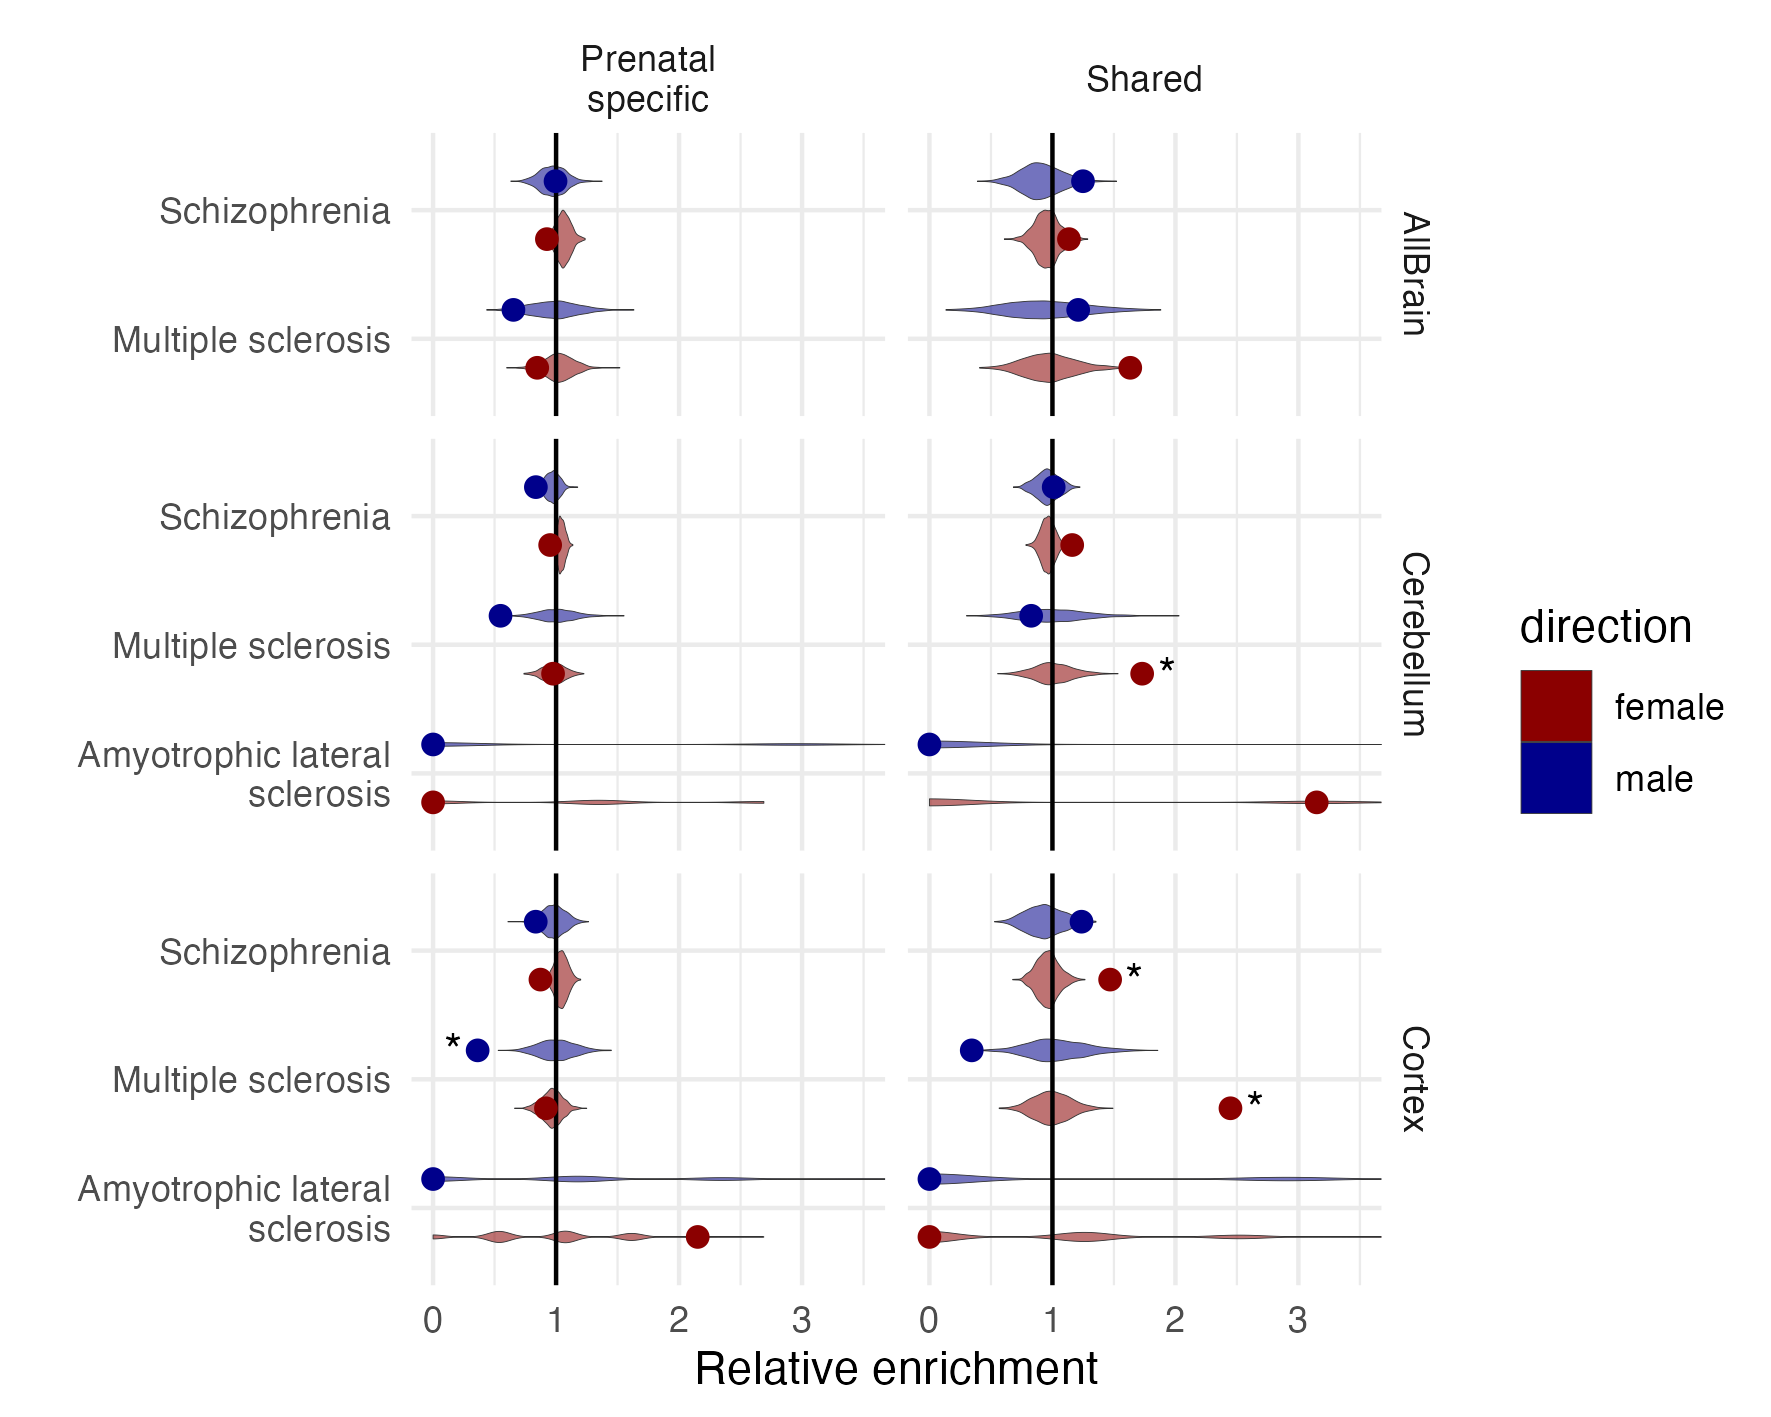 Prenatal
specific
Shared
Schizophrenia
Multiple sclerosis
AllBrain
Schizophrenia
Multiple sclerosis
*
Amyotrophic lateral
sclerosis
Cerebellum
Schizophrenia
*
Multiple sclerosis
*
*
Amyotrophic lateral
sclerosis
Cortex
0 1 2 3
0 1 2 3
Relative enrichment
direction
female
male